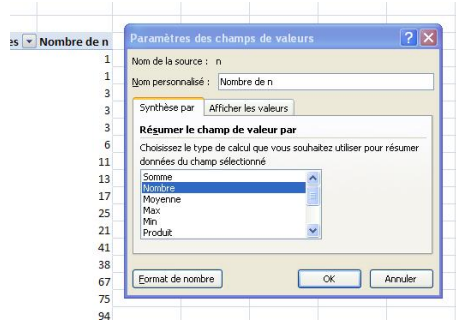 es Nombre de n
1
1
3
3
3
6
11
13
17
25
21
41
38
67
75
94
Paramètres des champs de valeurs
Nom de la source : n
Nom personnalisé : Nombre de n
Synthèse par Afficher les valeurs
Résumer le champ de valeur par
Choisissez le type de calcul que vous souhaitez utiliser pour résumer
données du champ sélectionné
Somme
Nombre
Moyenne
Max
Min
Produit
Format de nombre OK Annuler